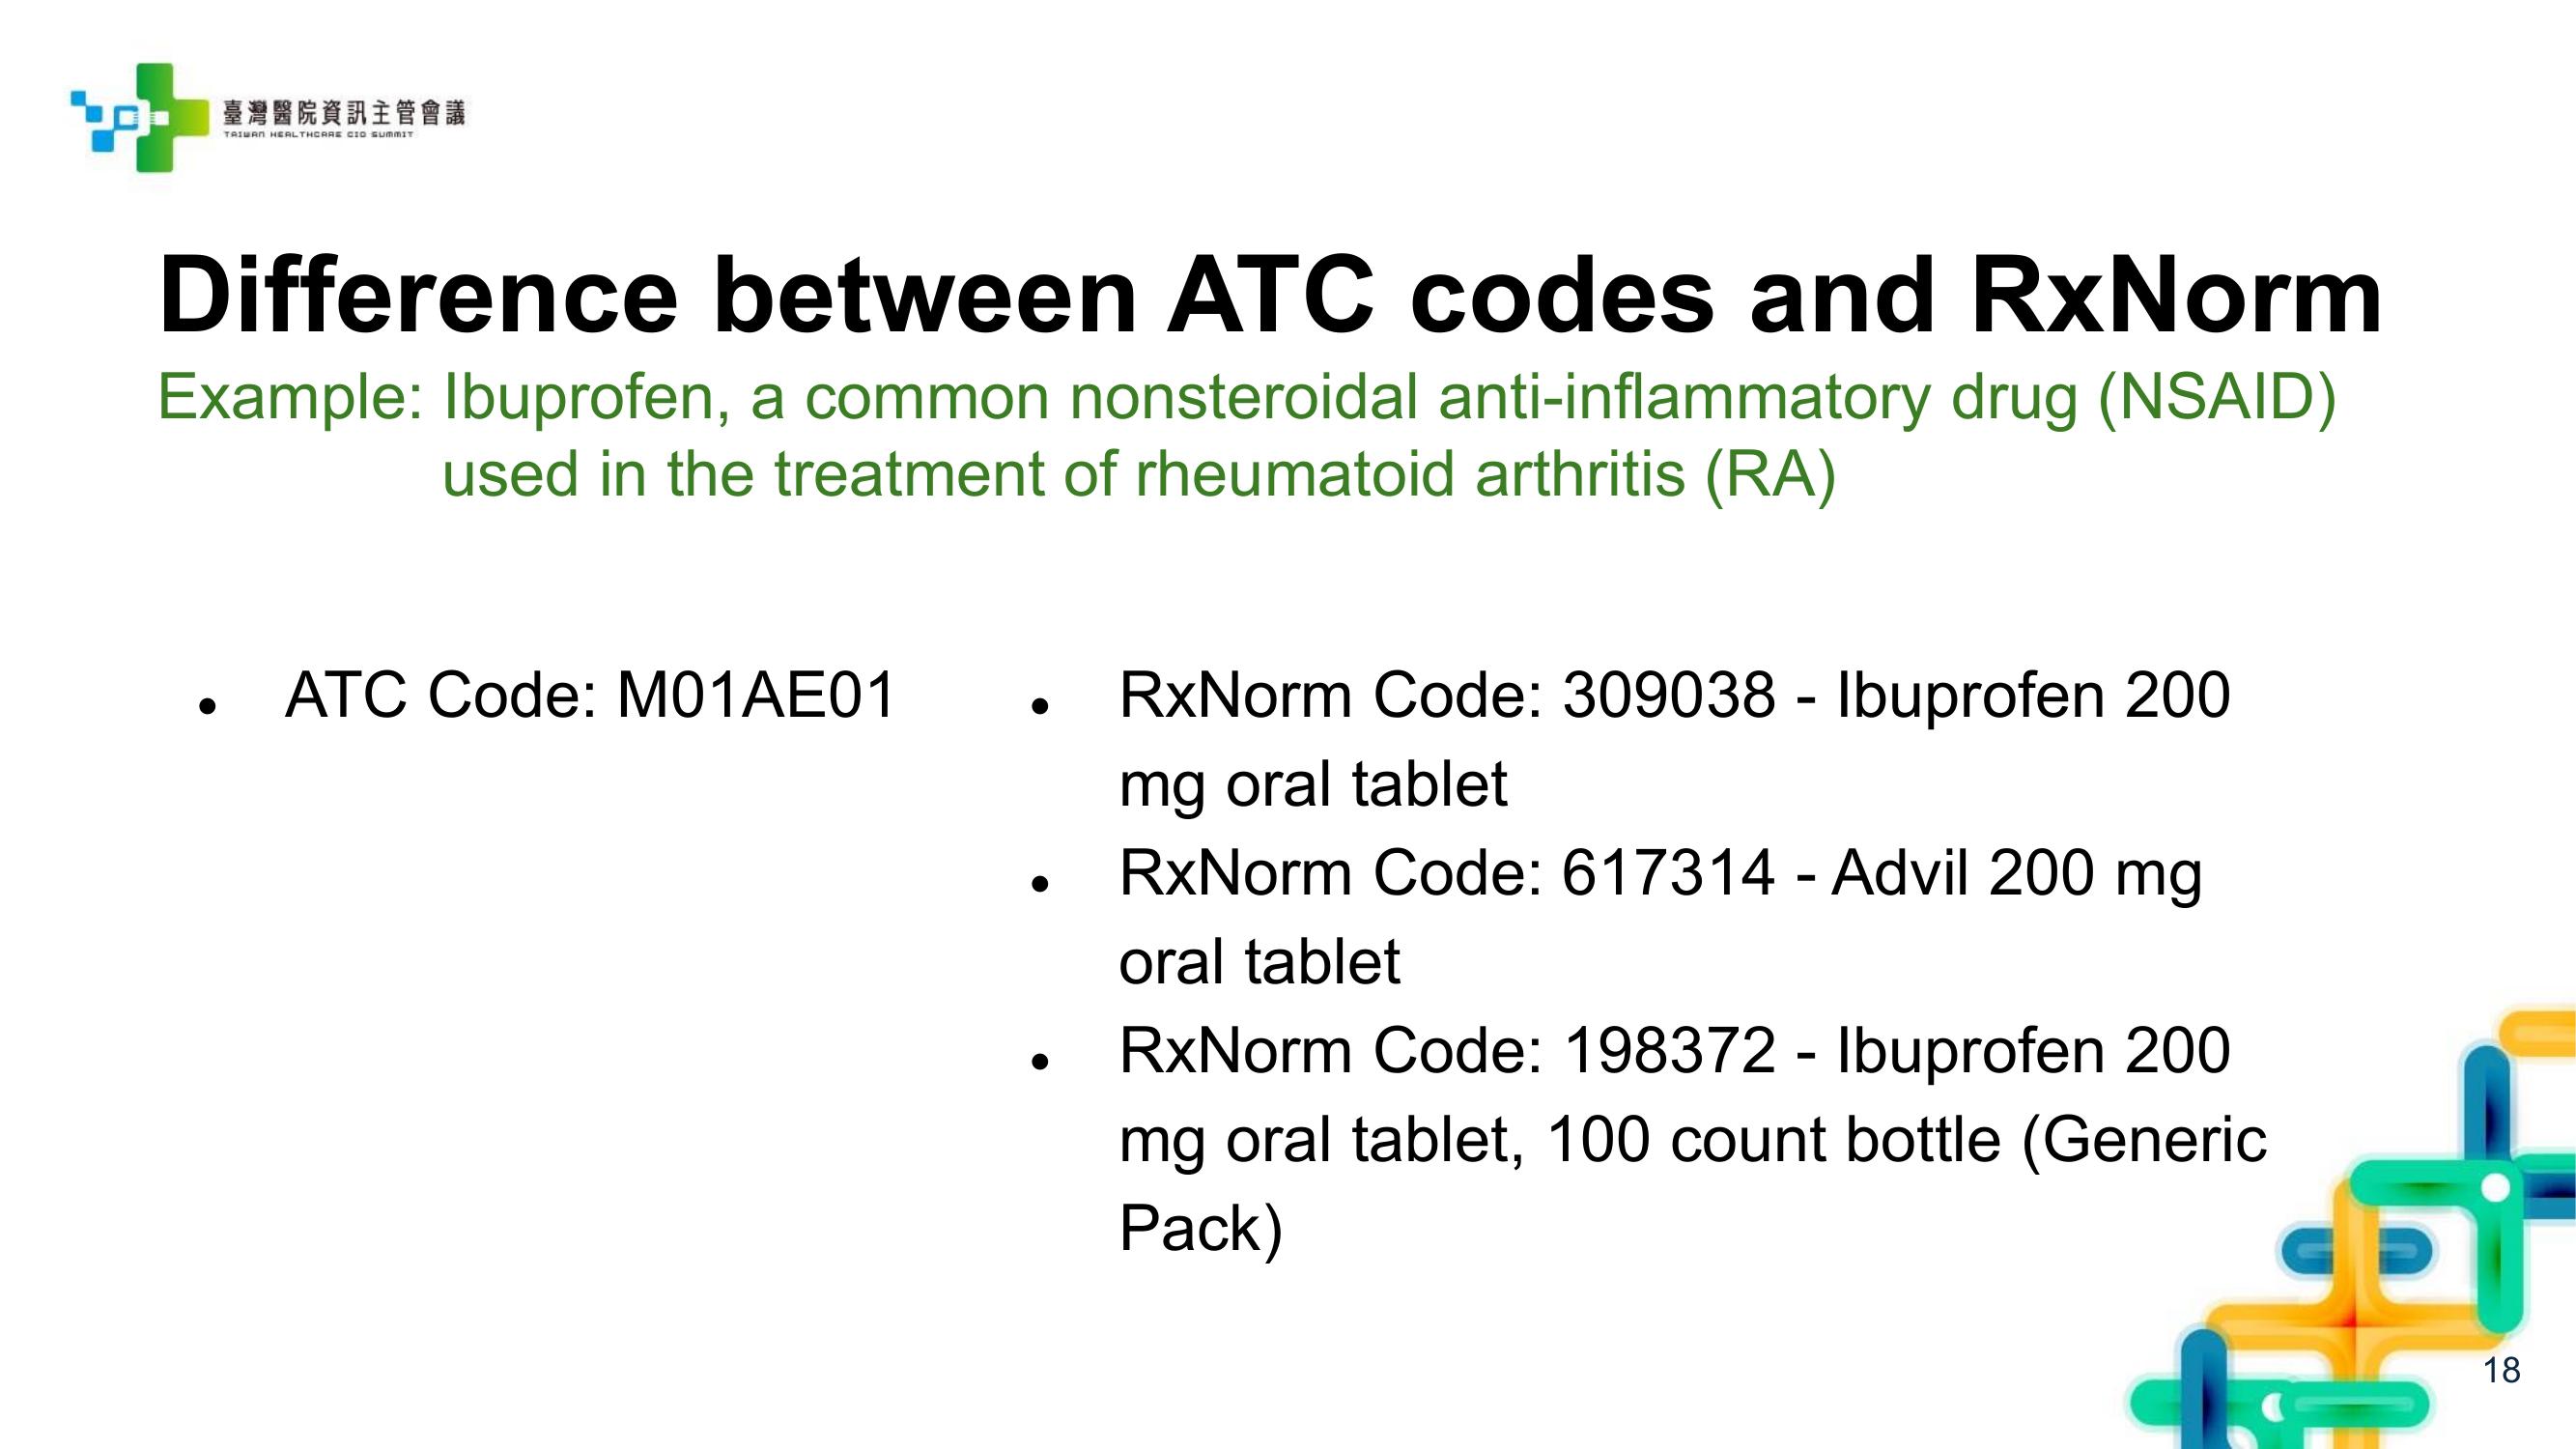 臺灣醫院資訊主管會議
TAIWAN HEALTHCARE CIO SUMMIT
Difference between ATC codes and RxNorm
Example: Ibuprofen, a common nonsteroidal anti-inflammatory drug (NSAID)
used in the treatment of rheumatoid arthritis (RA)
• ATC Code: M01AE01
• RxNorm Code: 309038 - Ibuprofen 200
mg oral tablet
• RxNorm Code: 617314 - Advil 200 mg
oral tablet
• RxNorm Code: 198372 - Ibuprofen 200
mg oral tablet, 100 count bottle (Generic
Pack)
18